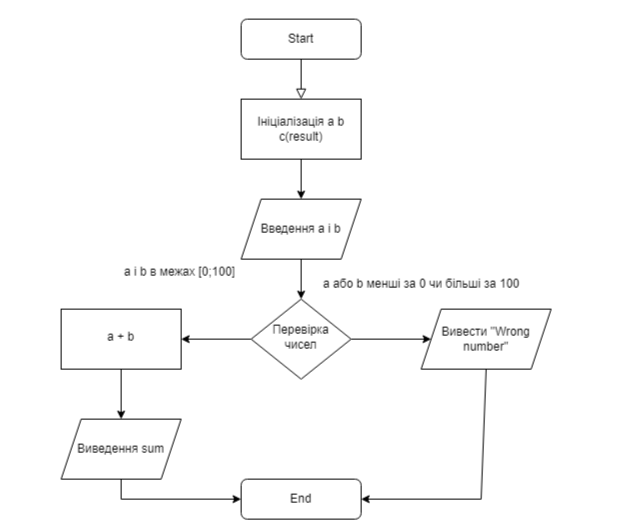 Start
Ініціалізація a b
c(result)
Введення a і b
a і b в межах [0;100]
a або b менші за 0 чи більші за 100
a + b
Перевірка
чисел
Вивести "Wrong
number"
Виведення sum
End